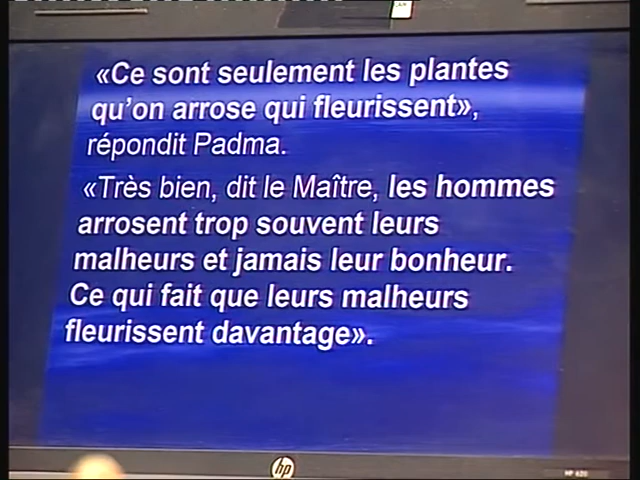 «Ce sont seulement les plantes
qu'on arrose qui fleurissent»,
répondit Padma.
«Très bien, dit le Maître, les hommes
arrosent trop souvent leurs
malheurs et jamais leur bonheur.
Ce qui fait que leurs malheurs
fleurissent davantage».
hp